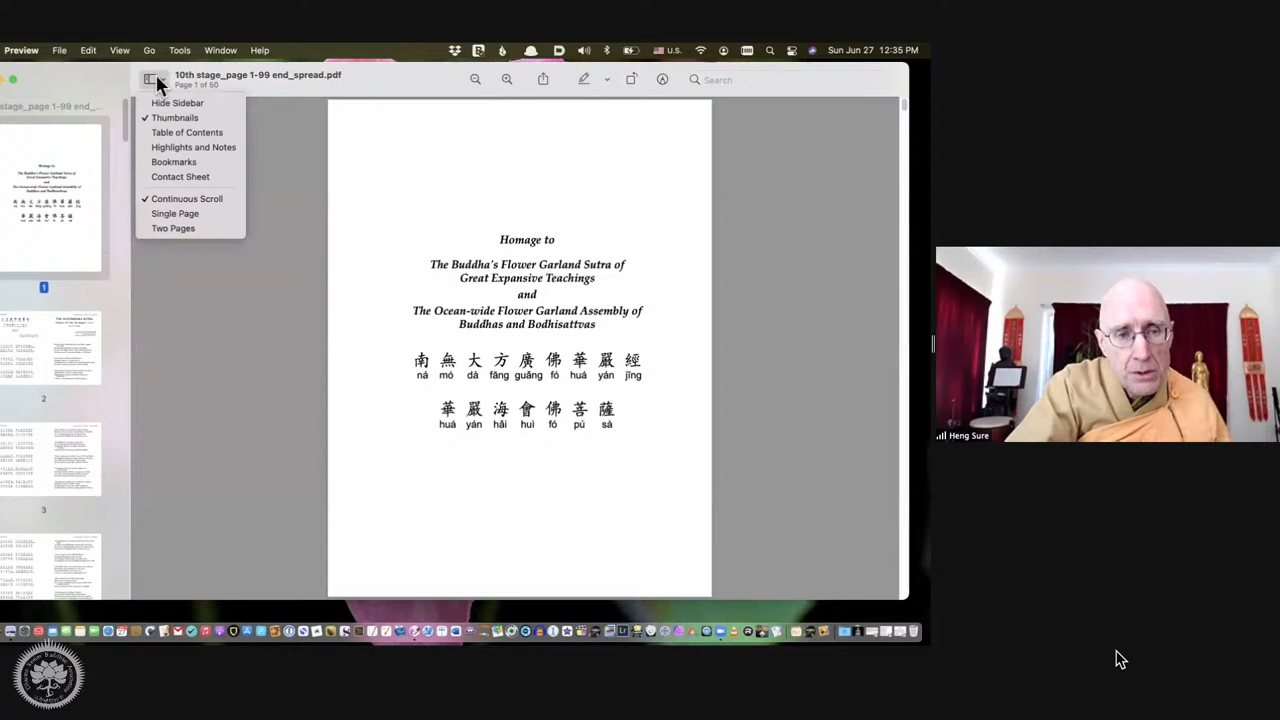 Preview File Edit View Go Tools Window Help
U.S.
Sun Jun 27 12:35 PM
10th stage_page 1-99 end_spread.pdf
Page 1 of 50
Search
stage_page 1-99 end_...
Hide Sidebar
Thumbnails
Table of Contents
Highlights and Notes
Bookmarks
Contact Sheet
Continuous Scroll
Single Page
Two Pages
1
2
3
Homage to
The Buddha's Flower Garland Sutra of
Great Expansive Teachings
and
The Ocean-wide Flower Garland Assembly of
Buddhas and Bodhisattvas
南 無 大 方 廣 佛 華 嚴 經
ná mó dà fāng guǎng fó huá yán jīng
華 嚴 海 會 佛 菩 薩
huá yán hǎi huì fó pú sà
Heng Sure